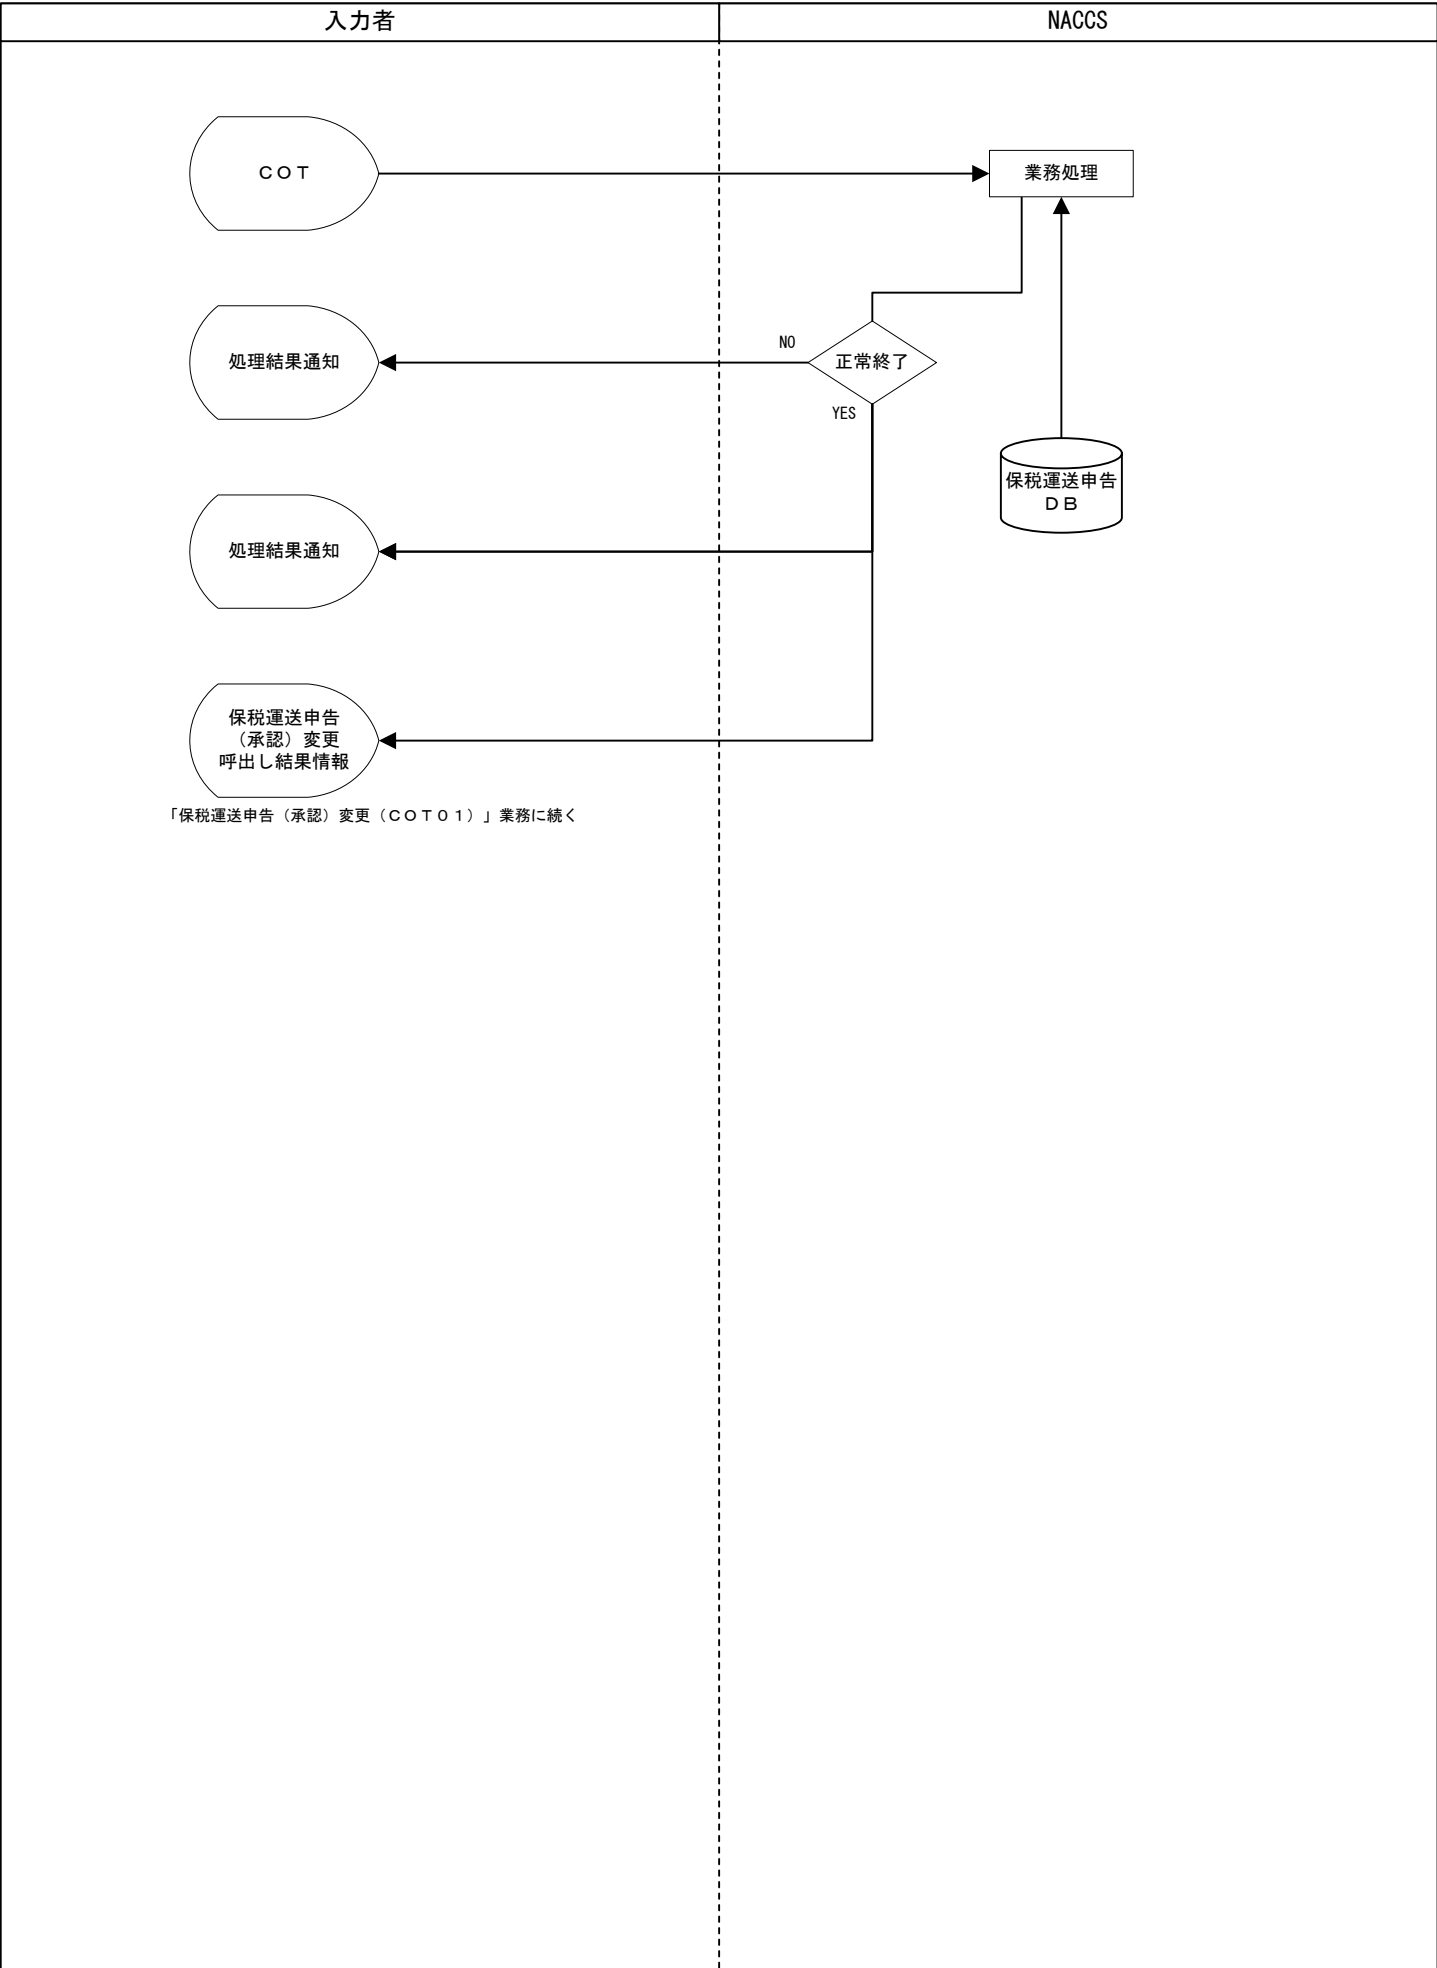 入力者
NACCS
ＣＯＴ
業務処理
処理結果通知
NO
正常終了
YES
保税運送申告
ＤＢ
処理結果通知
保税運送申告
（承認）変更
呼出し結果情報
「保税運送申告（承認）変更（ＣＯＴ０１）」業務に続く